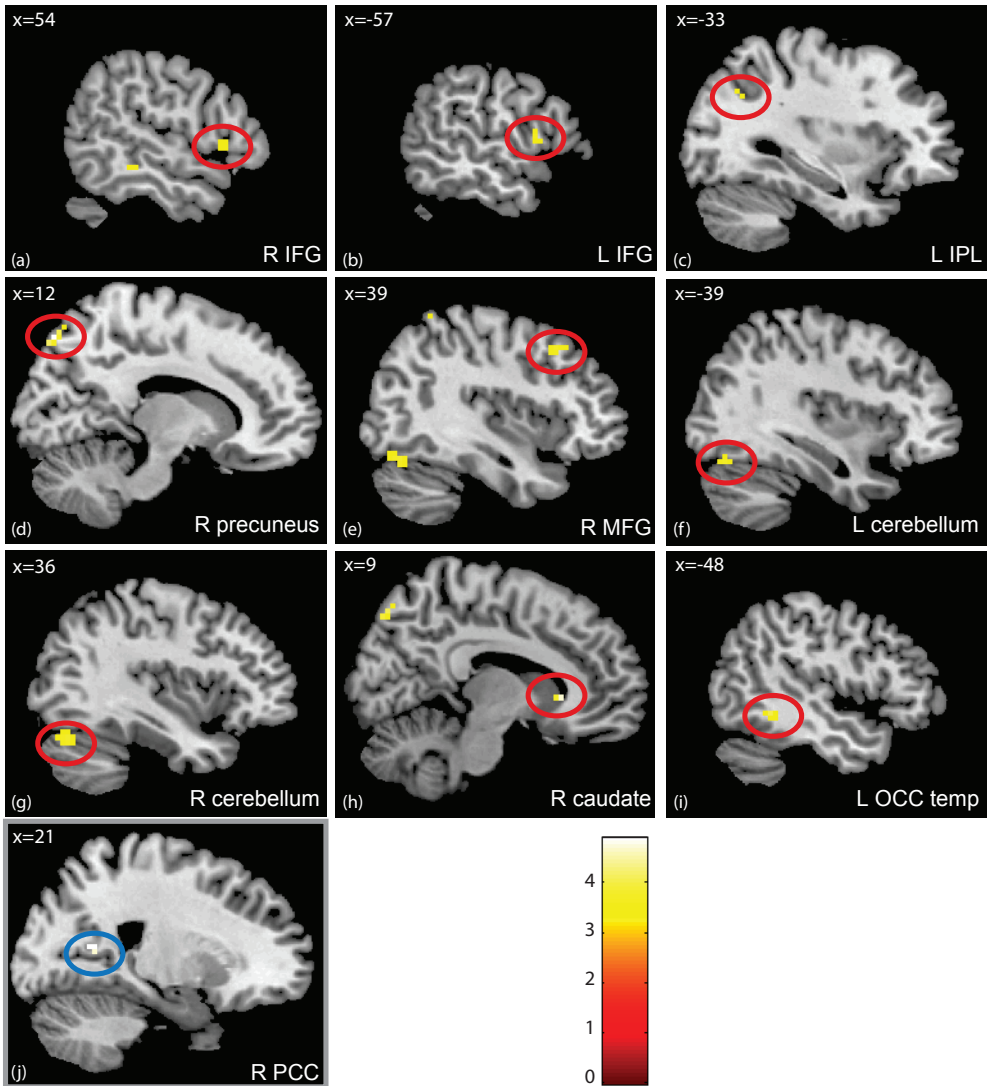 x=54
(a)
R IFG
x=-57
(b)
L IFG
x=-33
(c)
L IPL
x=12
(d)
R precuneus
x=39
(e)
R MFG
x=-39
(f)
L cerebellum
x=36
(g)
R cerebellum
x=9
(h)
R caudate
x=-48
(i)
L OCC temp
x=21
(j)
R PCC
4
3
2
1
0